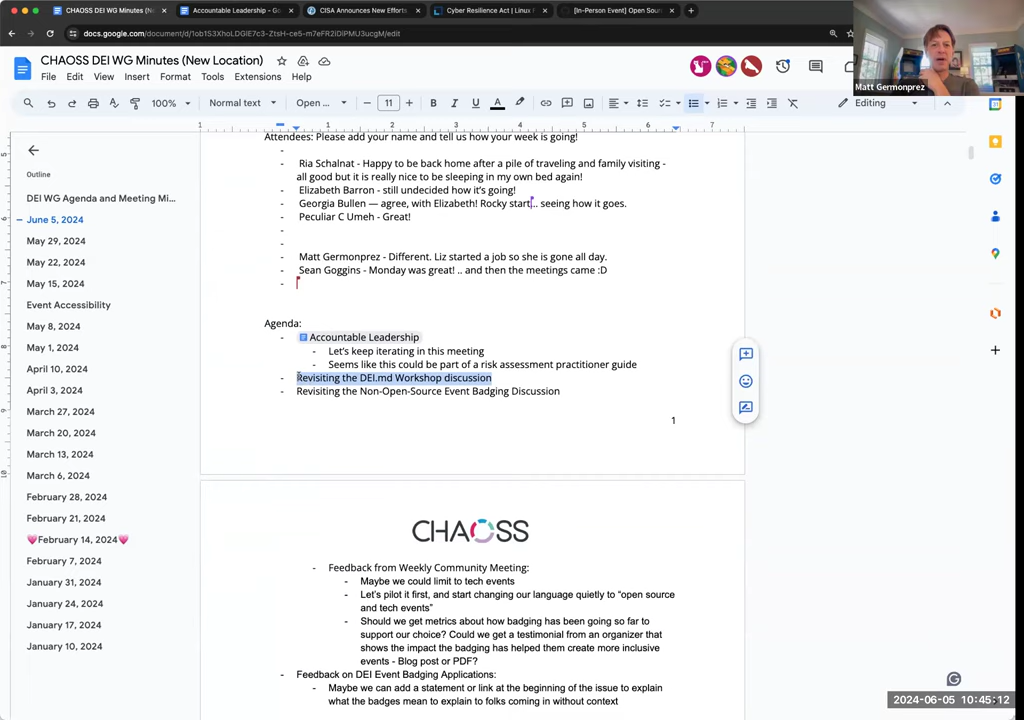 CHAOSS DEI WG Minutes (Ne
Accountable Leadership - Go
CISA Announces New Efforts
Cyber Resilience Act | Linux F
[In-Person Event] Open Sour
docs.google.com/document/d/1ob1S3XhoLDGlE7c3-ZtsH-ce5-m7eFR2iDiPMU3ucgM/edit
CHAOSS DEI WG Minutes (New Location)
File Edit View Insert Format Tools Extensions Help
100% Normal text Open ... 11 Editing
Matt Germonprez
Outline
DEI WG Agenda and Meeting Mi...
June 5, 2024
May 29, 2024
May 22, 2024
May 15, 2024
Event Accessibility
May 8, 2024
May 1, 2024
April 10, 2024
April 3, 2024
March 27, 2024
March 20, 2024
March 13, 2024
March 6, 2024
February 28, 2024
February 21, 2024
💗February 14, 2024💗
February 7, 2024
January 31, 2024
January 24, 2024
January 17, 2024
January 10, 2024
1 1 2 3 4 5 6 7
Attendees: Please add your name and tell us how your week is going!
-
- Ria Schalnat - Happy to be back home after a pile of traveling and family visiting -
all good but it is really nice to be sleeping in my own bed again!
- Elizabeth Barron - still undecided how it's going!
- Georgia Bullen — agree, with Elizabeth! Rocky start.. seeing how it goes.
- Peculiar C Umeh - Great!
-
-
- Matt Germonprez - Different. Liz started a job so she is gone all day.
- Sean Goggins - Monday was great! .. and then the meetings came :D
-
Agenda:
- Accountable Leadership
- Let's keep iterating in this meeting
- Seems like this could be part of a risk assessment practitioner guide
- Revisiting the DEI.md Workshop discussion
- Revisiting the Non-Open-Source Event Badging Discussion
1
CHAOSS
- Feedback from Weekly Community Meeting:
- Maybe we could limit to tech events
- Let's pilot it first, and start changing our language quietly to "open source
and tech events"
- Should we get metrics about how badging has been going so far to
support our choice? Could we get a testimonial from an organizer that
shows the impact the badging has helped them create more inclusive
events - Blog post or PDF?
- Feedback on DEI Event Badging Applications:
- Maybe we can add a statement or link at the beginning of the issue to explain
what the badges mean to explain to folks coming in without context
2024-06-05 10:45:12